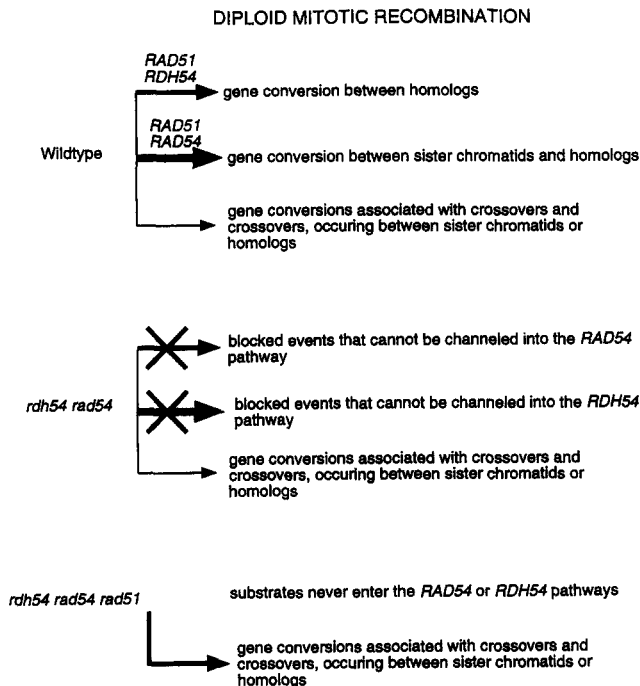 DIPLOID MITOTIC RECOMBINATION
RAD51
RDH54
gene conversion between homologs
Wildtype
RAD51
RAD54
gene conversion between sister chromatids and homologs
gene conversions associated with crossovers and
crossovers, occuring between sister chromatids or
homologs
blocked events that cannot be channeled into the RAD54
pathway
rdh54 rad54
blocked events that cannot be channeled into the RDH54
pathway
gene conversions associated with crossovers and
crossovers, occuring between sister chromatids or
homologs
rdh54 rad54 rad51
substrates never enter the RAD54 or RDH54 pathways
gene conversions associated with crossovers and
crossovers, occuring between sister chromatids or
homologs